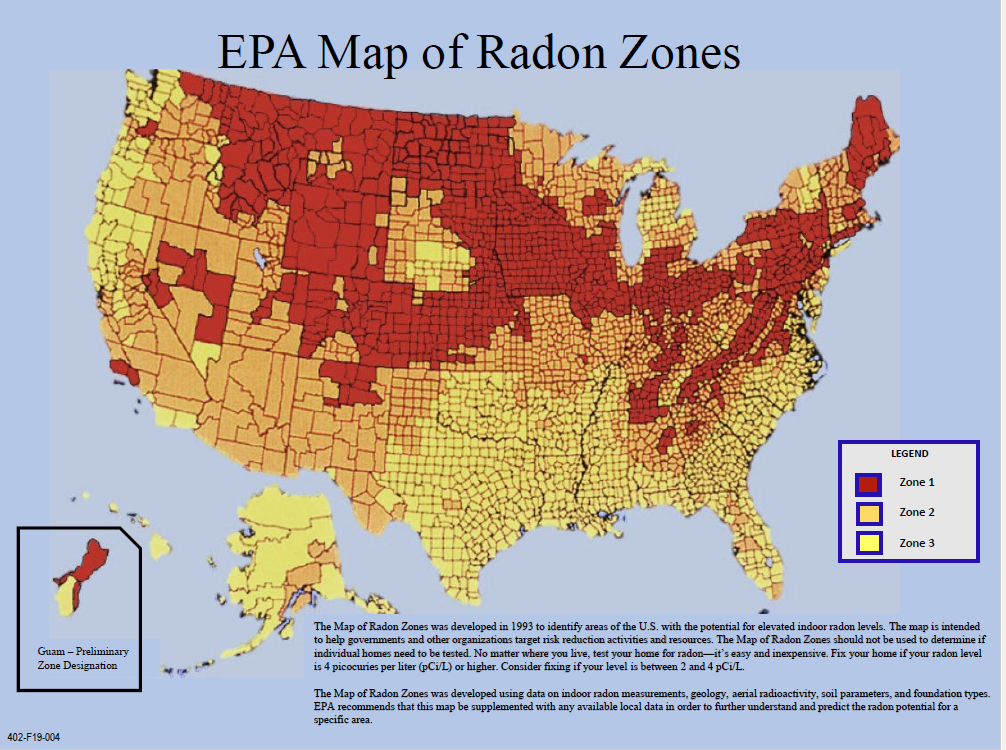 EPA Map of Radon Zones
LEGEND
Zone 1
Zone 2
Zone 3
Guam – Preliminary
Zone Designation
The Map of Radon Zones was developed in 1993 to identify areas of the U.S. with the potential for elevated indoor radon levels. The map is intended
to help governments and other organizations target risk reduction activities and resources. The Map of Radon Zones should not be used to determine if
individual homes need to be tested. No matter where you live, test your home for radon—it’s easy and inexpensive. Fix your home if your radon level
is 4 picocuries per liter (pCi/L) or higher. Consider fixing if your level is between 2 and 4 pCi/L.
The Map of Radon Zones was developed using data on indoor radon measurements, geology, aerial radioactivity, soil parameters, and foundation types.
EPA recommends that this map be supplemented with any available local data in order to further understand and predict the radon potential for a
specific area.
402-F19-004